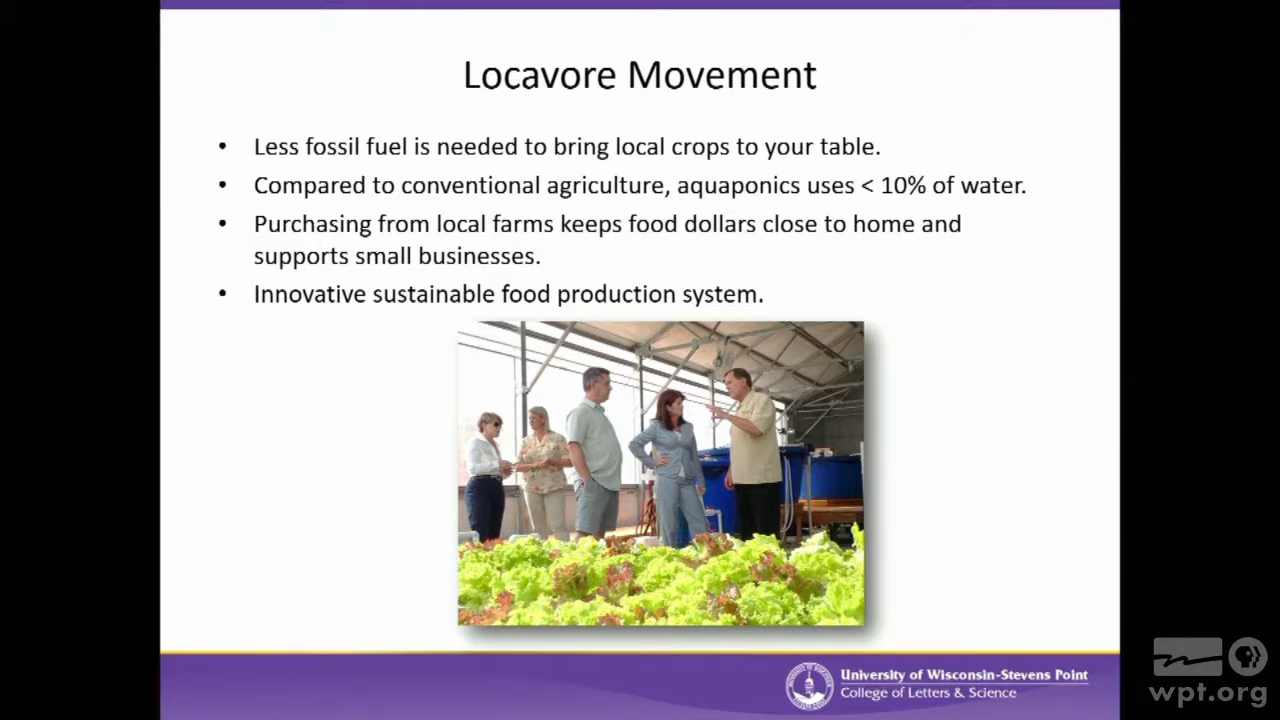 Locavore Movement
• Less fossil fuel is needed to bring local crops to your table.
• Compared to conventional agriculture, aquaponics uses < 10% of water.
• Purchasing from local farms keeps food dollars close to home and
supports small businesses.
• Innovative sustainable food production system.
University of Wisconsin-Stevens Point
College of Letters & Science
wpt.org